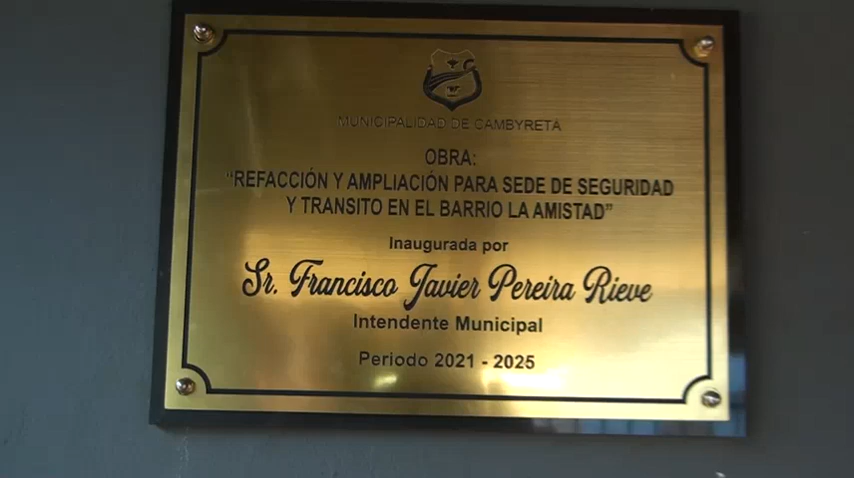 MUNICIPALIDAD DE CAMBYRETA
OBRA:
“REFACCIÓN Y AMPLIACIÓN PARA SEDE DE SEGURIDAD
Y TRANSITO EN EL BARRIO LA AMISTAD”
Inaugurada por
Sr. Francisco Javier Pereira Rieve
Intendente Municipal
Periodo 2021 - 2025